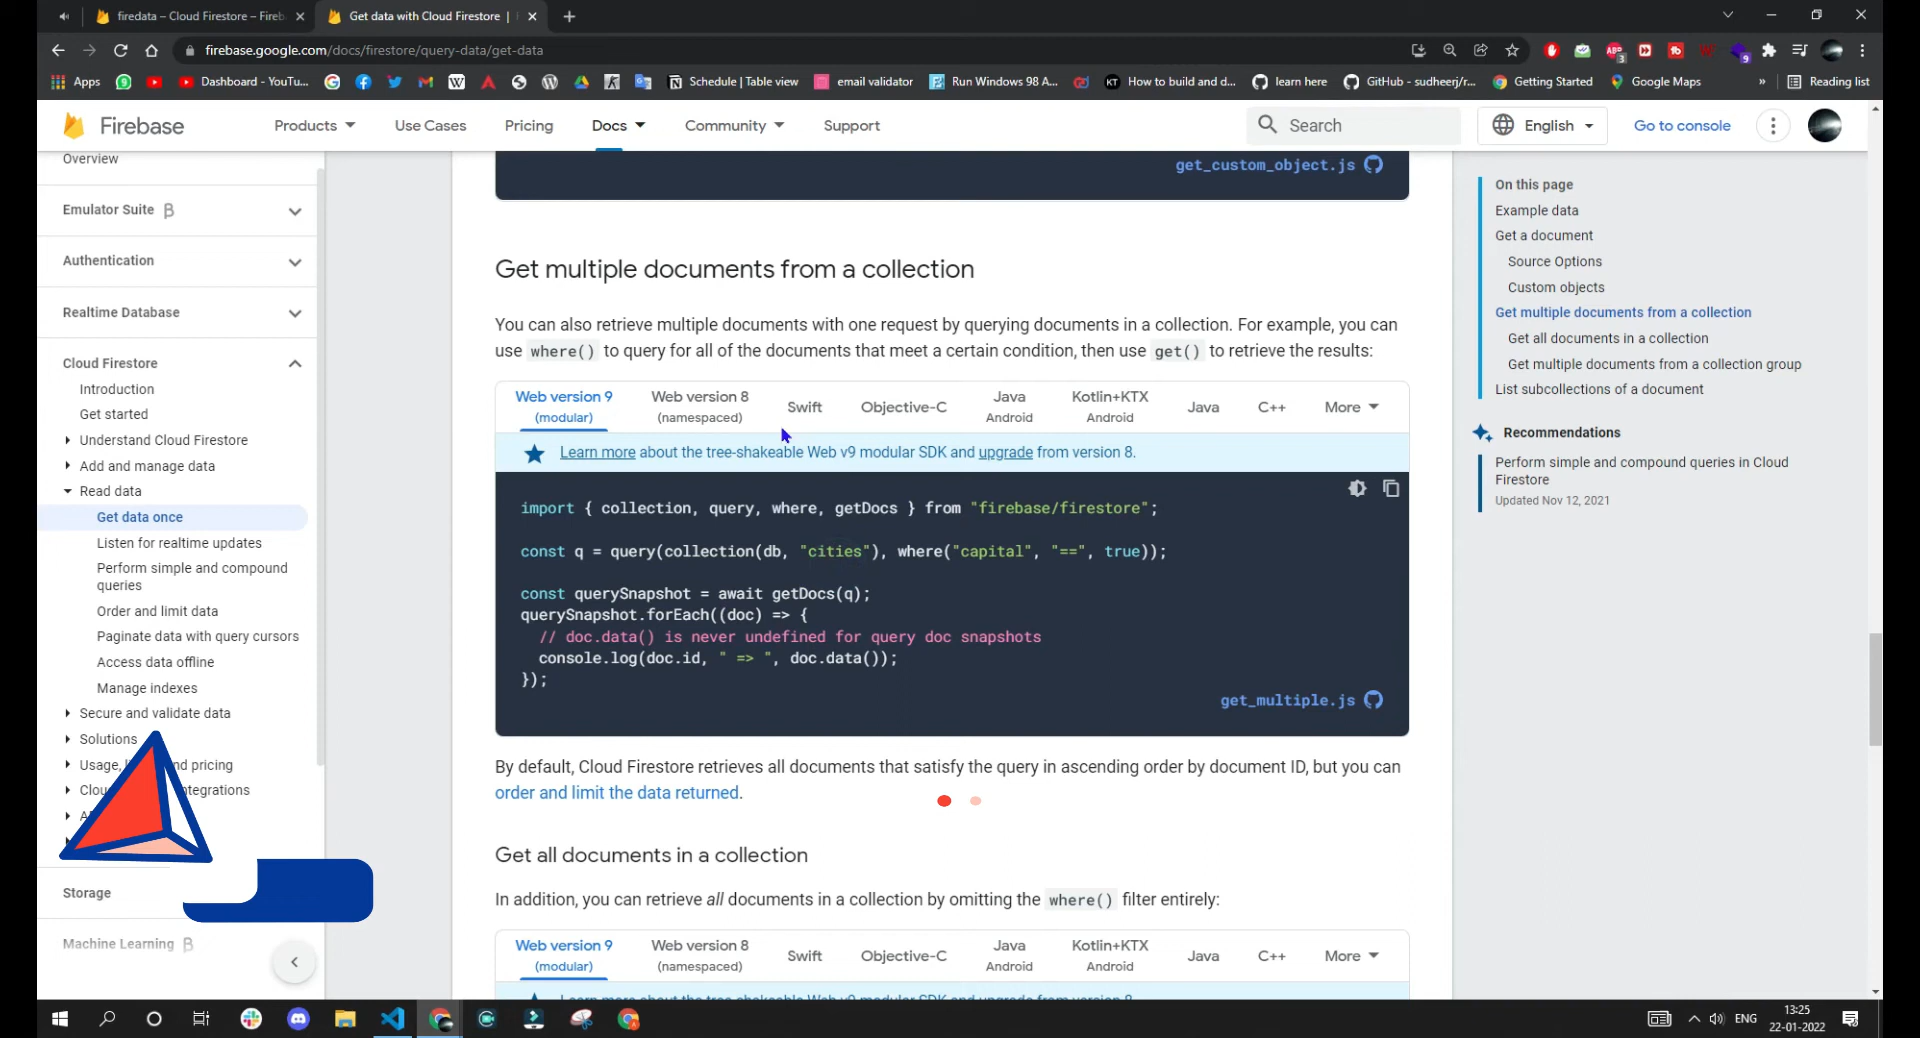 firedata – Cloud Firestore – Fireb
Get data with Cloud Firestore |
firebase.google.com/docs/firestore/query-data/get-data
Apps
Dashboard - YouTu...
Schedule | Table view
email validator
Run Windows 98 A...
How to build and d...
learn here
GitHub - sudheerj/r...
Getting Started
Google Maps
»
Reading list
Firebase
Products
Use Cases
Pricing
Docs
Community
Support
Search
English
Go to console
Overview
Emulator Suite β
Authentication
Realtime Database
Cloud Firestore
Introduction
Get started
Understand Cloud Firestore
Add and manage data
Read data
Get data once
Listen for realtime updates
Perform simple and compound
queries
Order and limit data
Paginate data with query cursors
Access data offline
Manage indexes
Secure and validate data
Solutions
Usage, nd pricing
Clou ntegrations
Storage
Machine Learning β
get_custom_object.js
Get multiple documents from a collection
You can also retrieve multiple documents with one request by querying documents in a collection. For example, you can
use where() to query for all of the documents that meet a certain condition, then use get() to retrieve the results:
Web version 9
(modular)
Web version 8
(namespaced)
Swift
Objective-C
Java
Android
Kotlin+KTX
Android
Java
C++
More
Learn more about the tree-shakeable Web v9 modular SDK and upgrade from version 8.
import { collection, query, where, getDocs } from "firebase/firestore";
const q = query(collection(db, "cities"), where("capital", "==", true));
const querySnapshot = await getDocs(q);
querySnapshot.forEach((doc) => {
// doc.data() is never undefined for query doc snapshots
console.log(doc.id, " => ", doc.data());
});
get_multiple.js
By default, Cloud Firestore retrieves all documents that satisfy the query in ascending order by document ID, but you can
order and limit the data returned.
Get all documents in a collection
In addition, you can retrieve all documents in a collection by omitting the where() filter entirely:
Web version 9
(modular)
Web version 8
(namespaced)
Swift
Objective-C
Java
Android
Kotlin+KTX
Android
Java
C++
More
Learn more about the tree-shakeable Web v9 modular SDK and upgrade from version 8.
On this page
Example data
Get a document
Source Options
Custom objects
Get multiple documents from a collection
Get all documents in a collection
Get multiple documents from a collection group
List subcollections of a document
Recommendations
Perform simple and compound queries in Cloud
Firestore
Updated Nov 12, 2021
ENG
13:25
22-01-2022